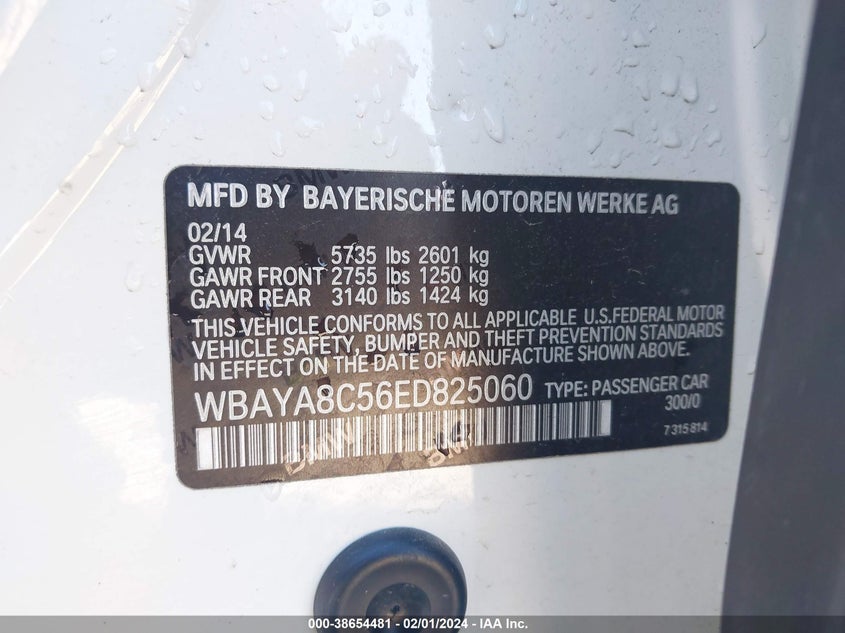 MFD BY BAYERISCHE MOTOREN WERKE AG
02/14
GVWR 5735 lbs 2601 kg
GAWR FRONT 2755 lbs 1250 kg
GAWR REAR 3140 lbs 1424 kg
THIS VEHICLE CONFORMS TO ALL APPLICABLE U.S.FEDERAL MOTOR
VEHICLE SAFETY, BUMPER AND THEFT PREVENTION STANDARDS
IN EFFECT ON THE DATE OF MANUFACTURE SHOWN ABOVE.
WBAYA8C56ED825060 TYPE: PASSENGER CAR
300/0
7 315 814
000-38654481 - 02/01/2024 - IAA Inc.